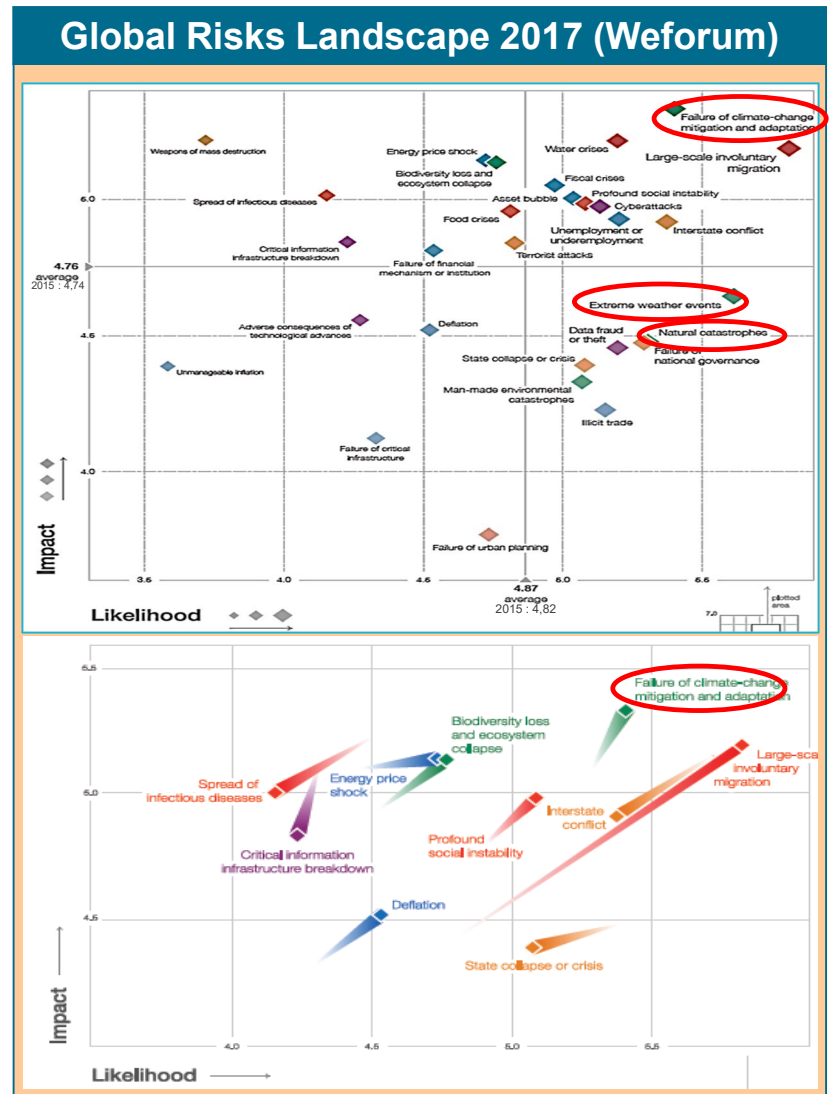 Global Risks Landscape 2017 (Weforum)
Failure of climate-change
mitigation and adaptation
Weapons of mass destruction
Energy price shock
Water crises
Large-scale involuntary
migration
Biodiversity loss and
ecosystem collapse
Fiscal crises
Asset bubble
Profound social instability
Spread of infectious diseases
6.0
Cyberattacks
Food crises
Unemployment or
underemployment
Interstate conflict
Critical information
infrastructure breakdown
Failure of financial
mechanism or institution
Terrorist attacks
4.76
average
2015 : 4,74
Extreme weather events
Adverse consequences of
technological advances
Deflation
Data fraud
or theft
Natural catastrophes
Failure of
national governance
State collapse or crisis
Unmanageable inflation
Man-made environmental
catastrophes
Illicit trade
Failure of critical
infrastructure
4.0
Impact
Failure of urban planning
3.5
4.0
4.5
4.87
average
2015 : 4,82
Likelihood
plotted
area
7.0
5.5
Failure of climate-change
mitigation and adaptation
Biodiversity loss
and ecosystem
collapse
Large-sca
involuntary
migration
Energy price
shock
Spread of
infectious diseases
5.0
Interstate
conflict
Profound
social instability
Critical information
infrastructure breakdown
Deflation
4.5
State collapse or crisis
Impact
4.0
4.5
5.0
5.5
Likelihood